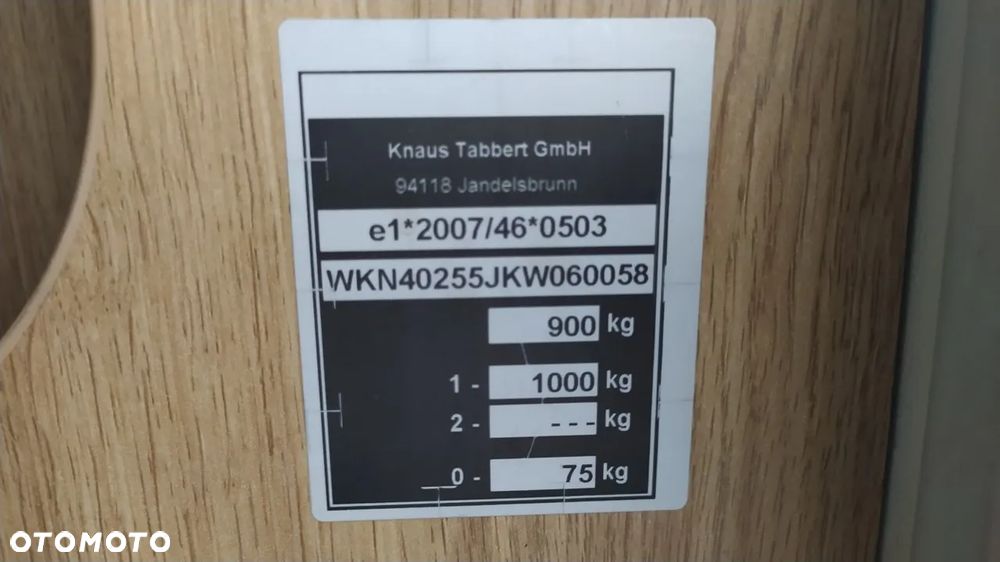 Knaus Tabbert GmbH
94118 Jandelsbrunn
e1*2007/46*0503
WKN40255JKW060058
900 kg
1 - 1000 kg
2 - - - - kg
0 - 75 kg
OTOMOTO